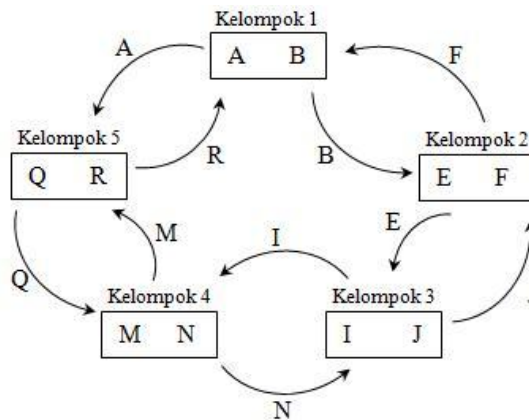 Kelompok 1
A B
A
F
Kelompok 5
Q R
R
B
Kelompok 2
E F
M
I
E
Q
Kelompok 4
M N
Kelompok 3
I J
N